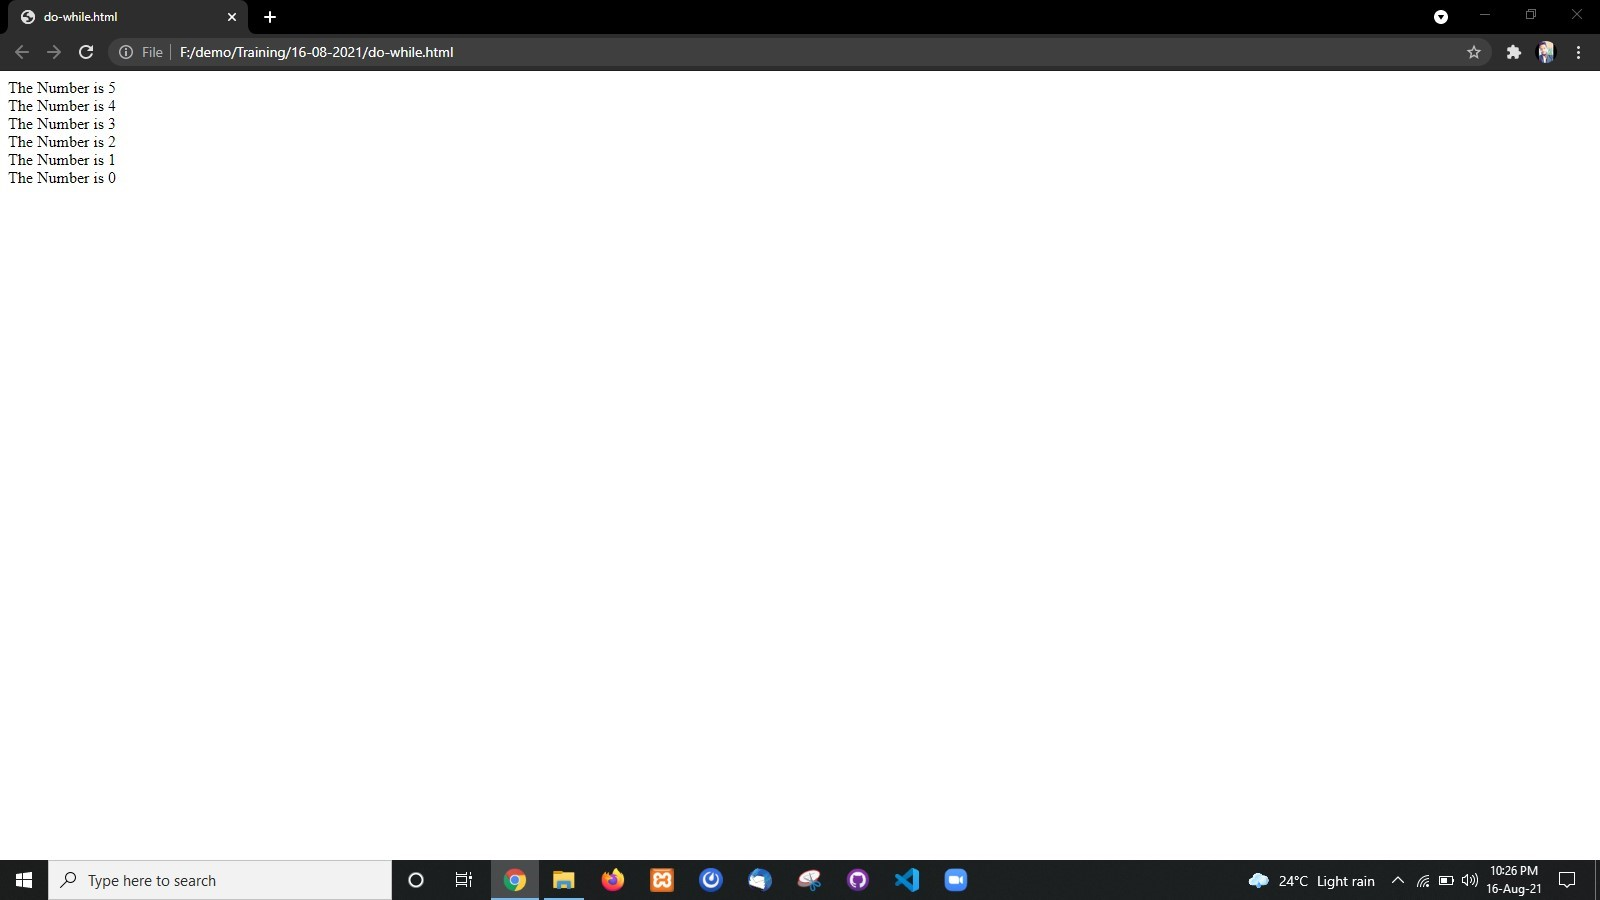 do-while.html
File F:/demo/Training/16-08-2021/do-while.html
The Number is 5
The Number is 4
The Number is 3
The Number is 2
The Number is 1
The Number is 0
Type here to search
24°C Light rain
10:26 PM
16-Aug-21